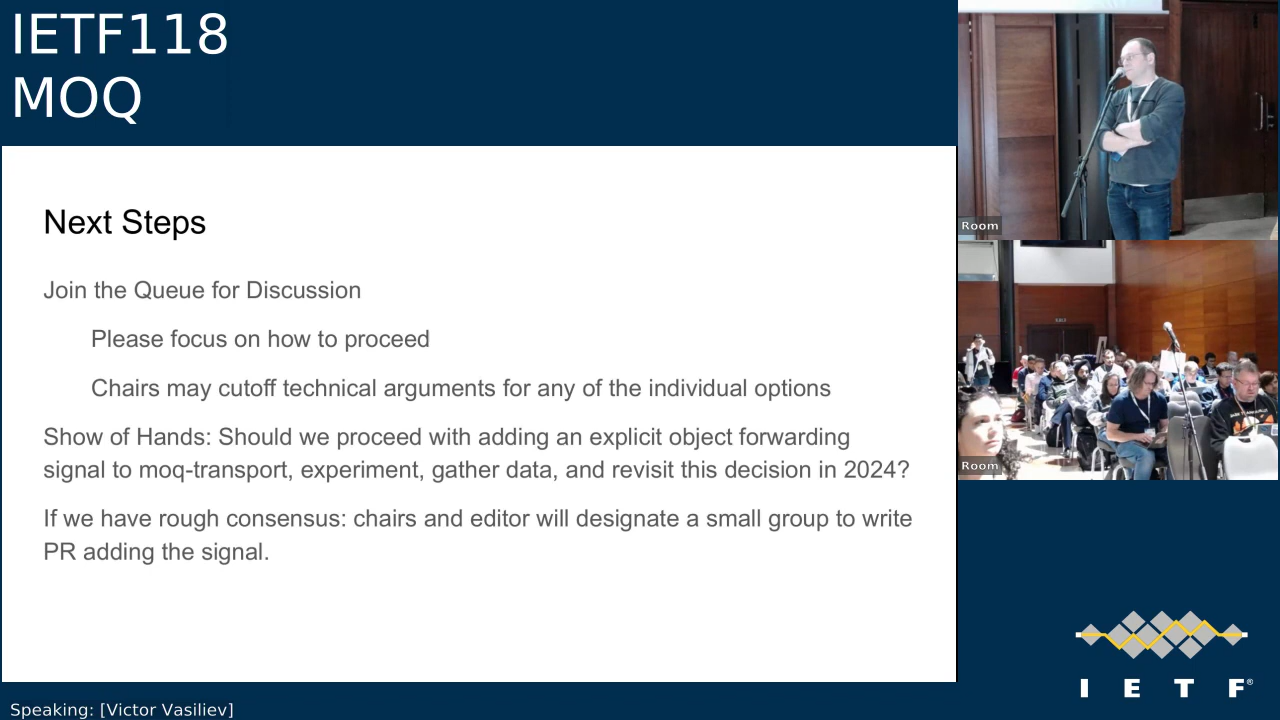 IETF118
MOQ
Next Steps
Join the Queue for Discussion
Please focus on how to proceed
Chairs may cutoff technical arguments for any of the individual options
Show of Hands: Should we proceed with adding an explicit object forwarding
signal to moq-transport, experiment, gather data, and revisit this decision in 2024?
If we have rough consensus: chairs and editor will designate a small group to write
PR adding the signal.
Room
Room
I E T F®
Speaking: [Victor Vasiliev]